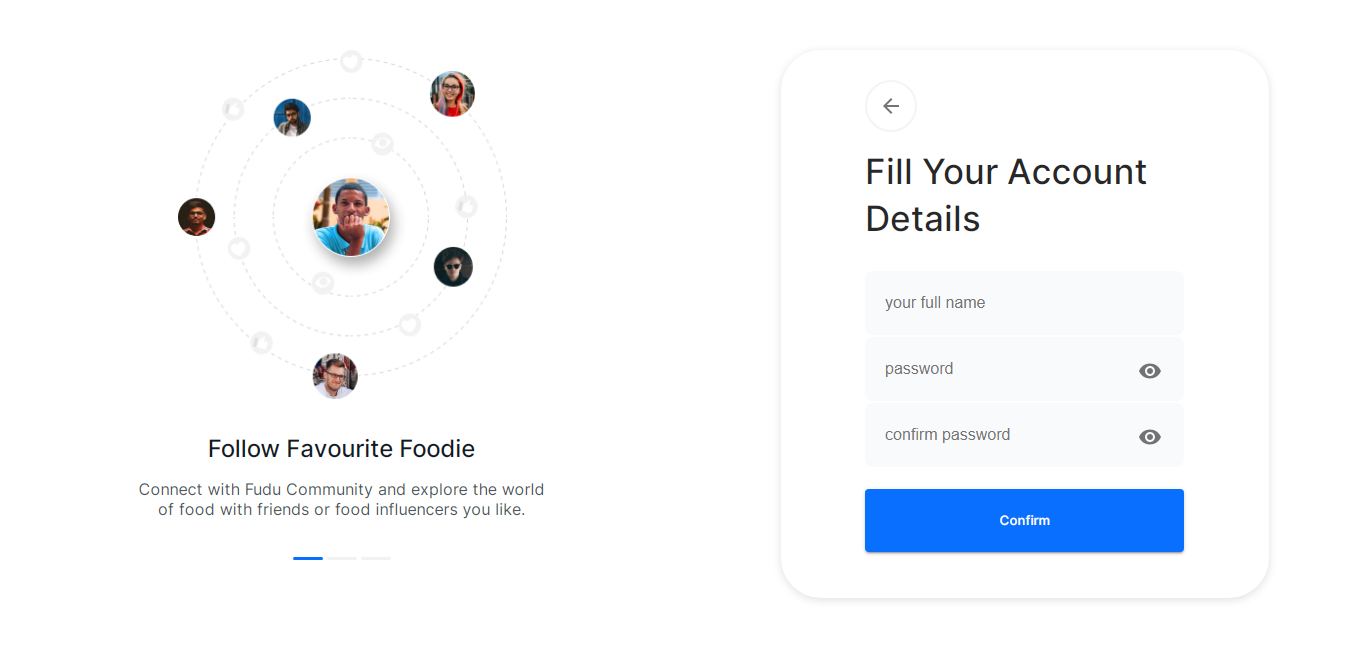 Follow Favourite Foodie
Connect with Fudu Community and explore the world
of food with friends or food influencers you like.
Fill Your Account
Details
your full name
password
confirm password
Confirm